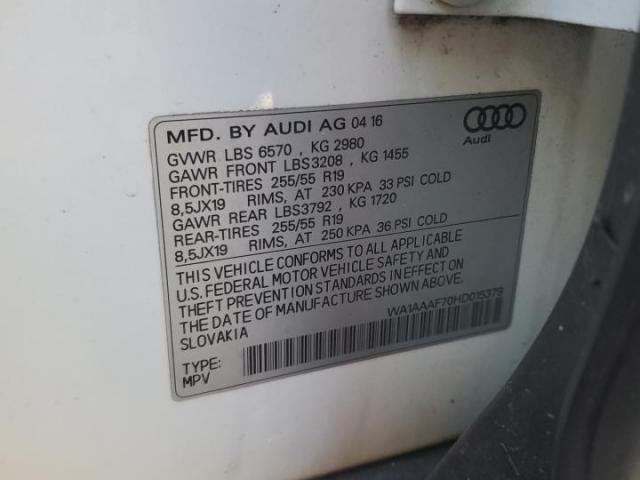 MFD. BY AUDI AG 04 16
Audi
GVWR LBS 6570 , KG 2980
GAWR FRONT LBS3208 , KG 1455
FRONT-TIRES 255/55 R19
8,5JX19 RIMS, AT 230 KPA 33 PSI COLD
GAWR REAR LBS3792 , KG 1720
REAR-TIRES 255/55 R19
8,5JX19 RIMS, AT 250 KPA 36 PSI COLD
THIS VEHICLE CONFORMS TO ALL APPLICABLE
U.S. FEDERAL MOTOR VEHICLE SAFETY AND
THEFT PREVENTION STANDARDS IN EFFECT ON
THE DATE OF MANUFACTURE SHOWN ABOVE.
SLOVAKIA
WA1AAAF70HD015379
TYPE:
MPV